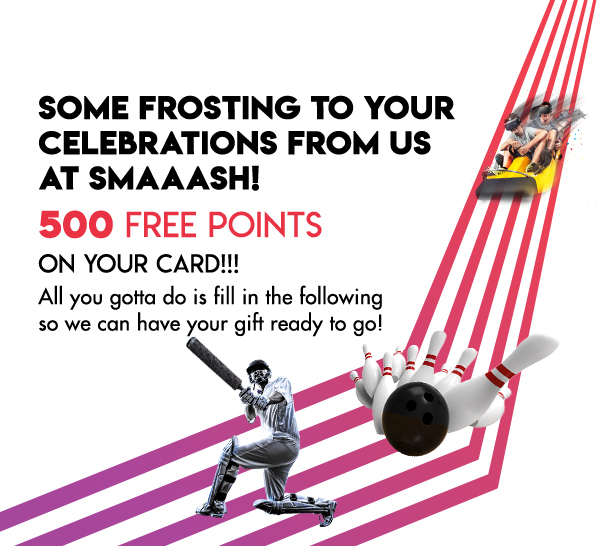 SOME FROSTING TO YOUR
CELEBRATIONS FROM US
AT SMAAASH!
500 FREE POINTS
ON YOUR CARD!!!
All you gotta do is fill in the following
so we can have your gift ready to go!